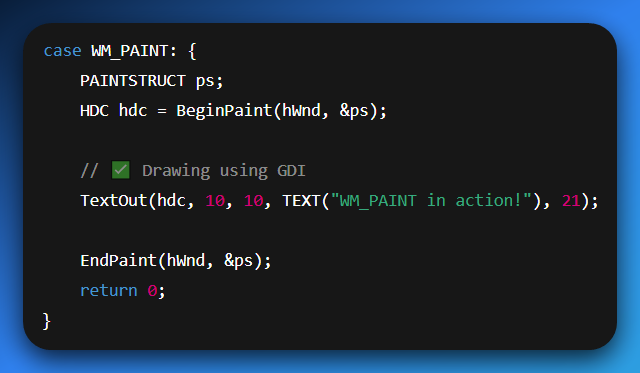 case WM_PAINT: {
    PAINTSTRUCT ps;
    HDC hdc = BeginPaint(hWnd, &ps);

    // ✅ Drawing using GDI
    TextOut(hdc, 10, 10, TEXT("WM_PAINT in action!"), 21);

    EndPaint(hWnd, &ps);
    return 0;
}